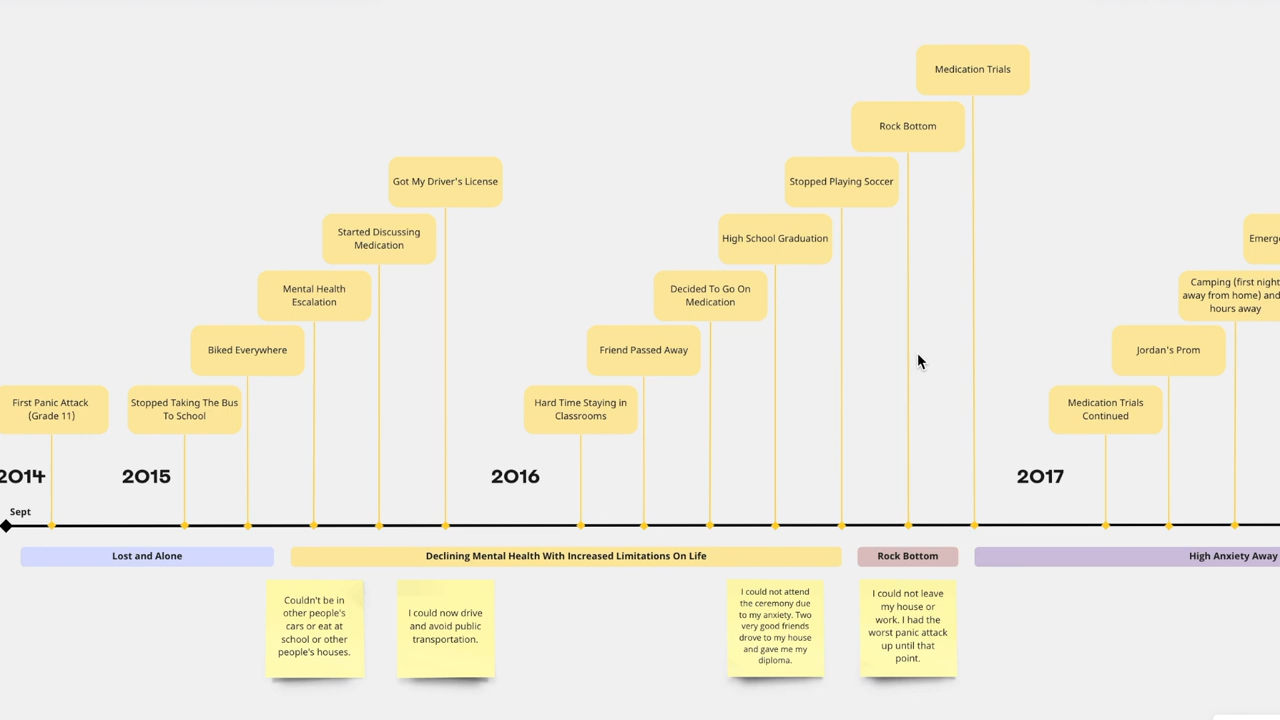 Medication Trials
Rock Bottom
Got My Driver's License
Stopped Playing Soccer
Started Discussing
Medication
High School Graduation
Emerge
Mental Health
Escalation
Decided To Go On
Medication
Camping (first night
away from home) and
hours away
Biked Everywhere
Friend Passed Away
Jordan's Prom
First Panic Attack
(Grade 11)
Stopped Taking The Bus
To School
Hard Time Staying in
Classrooms
Medication Trials
Continued
2014
2015
2016
2017
Sept
Lost and Alone
Declining Mental Health With Increased Limitations On Life
Rock Bottom
High Anxiety Away
Couldn't be in
other people's
cars or eat at
school or other
people's houses.
I could now drive
and avoid public
transportation.
I could not attend
the ceremony due
to my anxiety. Two
very good friends
drove to my house
and gave me my
diploma.
I could not leave
my house or
work. I had the
worst panic attack
up until that
point.